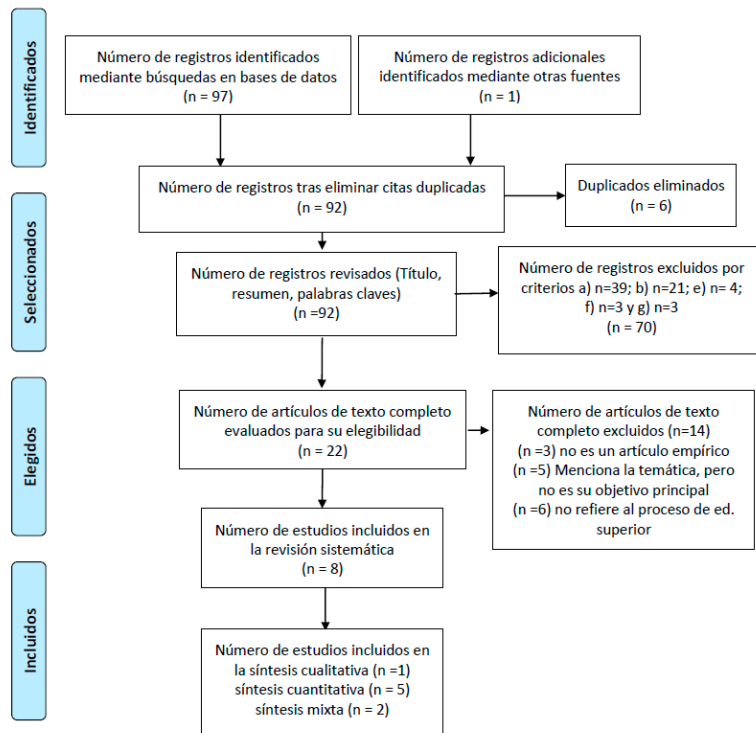 Identificados
Número de registros identificados
mediante búsquedas en bases de datos
(n = 97)
Número de registros adicionales
identificados mediante otras fuentes
(n = 1)
Número de registros tras eliminar citas duplicadas
(n = 92)
Duplicados eliminados
(n = 6)
Seleccionados
Número de registros revisados (Título,
resumen, palabras claves)
(n =92)
Número de registros excluidos por
criterios a) n=39; b) n=21; e) n= 4;
f) n=3 y g) n=3
(n = 70)
Elegidos
Número de artículos de texto completo
evaluados para su elegibilidad
(n = 22)
Número de artículos de texto
completo excluidos (n=14)
(n =3) no es un artículo empírico
(n =5) Menciona la temática, pero
no es su objetivo principal
(n =6) no refiere al proceso de ed.
superior
Número de estudios incluidos en
la revisión sistemática
(n = 8)
Incluidos
Número de estudios incluidos en
la síntesis cualitativa (n =1)
síntesis cuantitativa (n = 5)
síntesis mixta (n = 2)